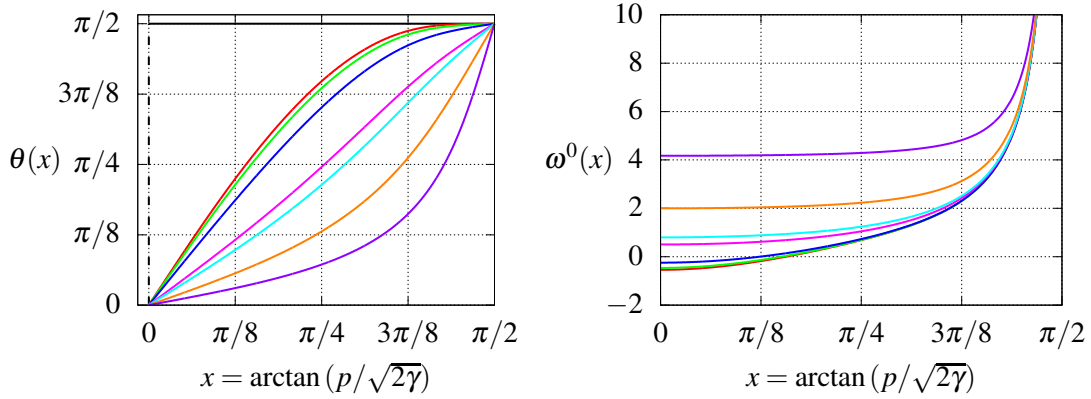 π/2
3π/8
θ(x) π/4
π/8
0
0 π/8 π/4 3π/8 π/2
x = arctan (p/√2γ)
10
8
6
ω⁰(x) 4
2
0
−2
0 π/8 π/4 3π/8 π/2
x = arctan (p/√2γ)